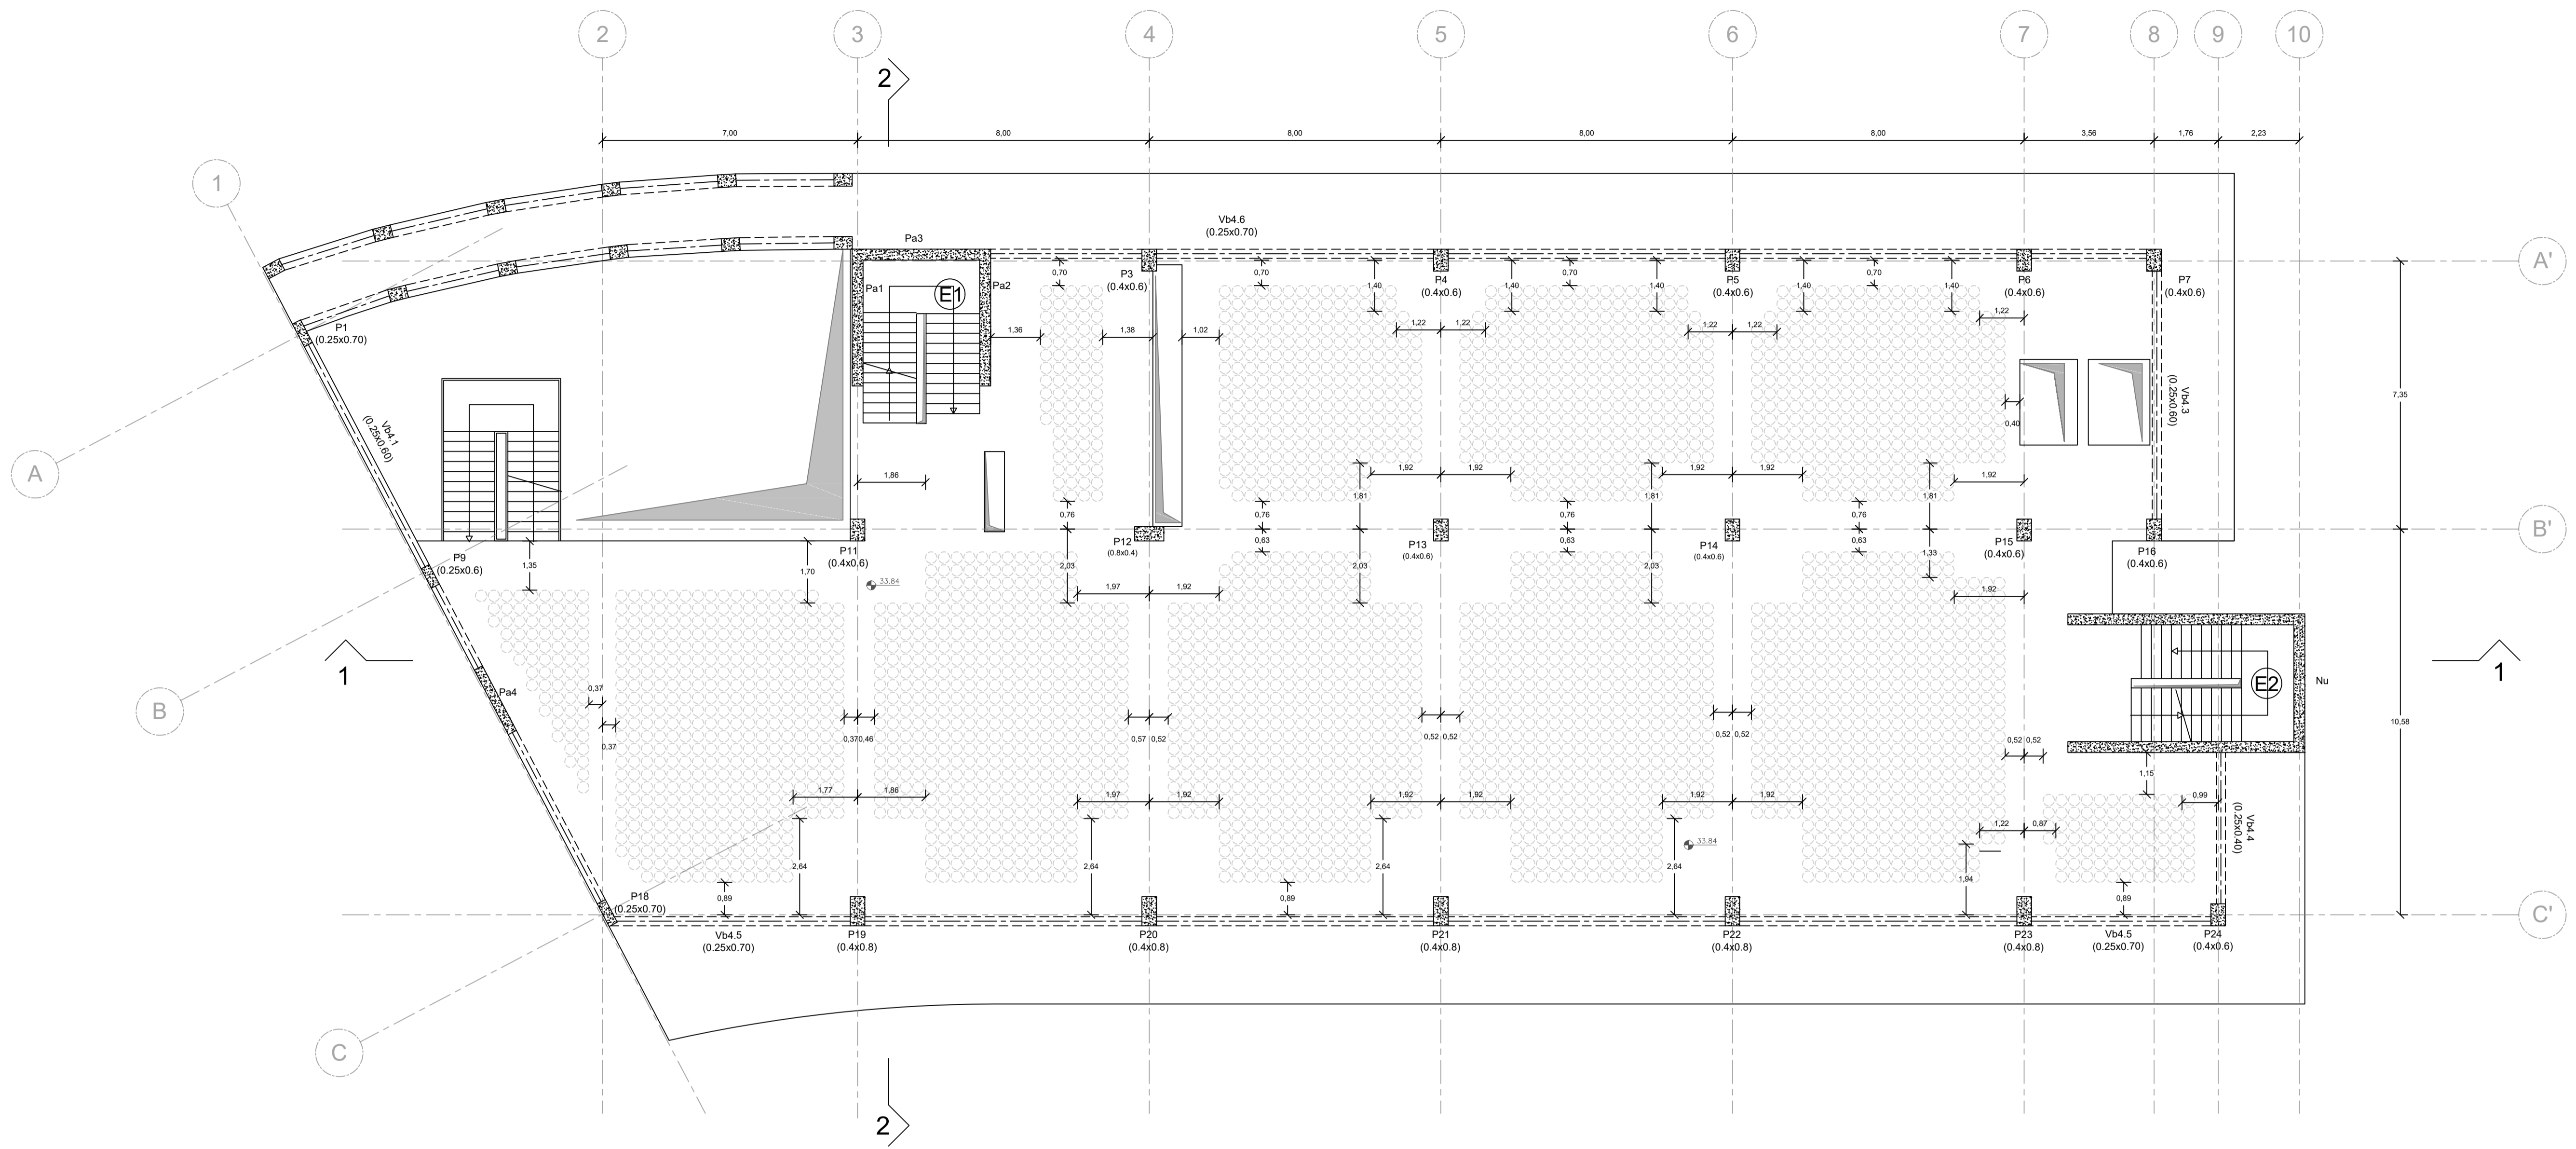 2 3 4 5 6 7 8 9 10
2
7,00 8,00 8,00 8,00 8,00 3,56 1,76 2,23
1
Vb4.6
(0.25x0.70)
Pa3
A'
P1
(0.25x0.70)
Pa1
E1
Pa2
0,70
P3
(0.4x0.6)
0,70
1,40
P4
(0.4x0.6)
1,40
0,70
1,40
P5
(0.4x0.6)
1,40
0,70
1,40
P6
(0.4x0.6)
P7
(0.4x0.6)
1,36 1,38 1,02 1,22 1,22 1,22 1,22 1,22
Vb4.1
(0.25x0.60)
Vb4.3
(0.25x0.60)
7,35
0,40
A
1,86 1,92 1,92 1,92 1,92 1,92
1,81 1,81 1,81
0,76 0,76 0,76 0,76
B'
P9
(0.25x0.6)
1,35
1,70
P11
(0.4x0.6)
33.84
2,03
P12
(0.8x0.4)
0,63
2,03
P13
(0.4x0.6)
0,63
2,03
P14
(0.4x0.6)
0,63
1,33
P15
(0.4x0.6)
P16
(0.4x0.6)
1,97 1,92 1,92
1 1
Pa4
E2
Nu
B
0,37
0,37
0,37 0,46
0,57 0,52
0,52 0,52
0,52 0,52
0,52 0,52
10,58
1,15
0,99
1,77 1,86 1,97 1,92 1,92 1,92 1,92 1,92
1,22 0,87
Vb4.4
(0.25x0.40)
33.84
2,64 2,64 2,64 2,64 1,94
P18
(0.25x0.70)
0,89 0,89 0,89
C'
Vb4.5
(0.25x0.70)
P19
(0.4x0.8)
P20
(0.4x0.8)
P21
(0.4x0.8)
P22
(0.4x0.8)
P23
(0.4x0.8)
Vb4.5
(0.25x0.70)
P24
(0.4x0.6)
C
2